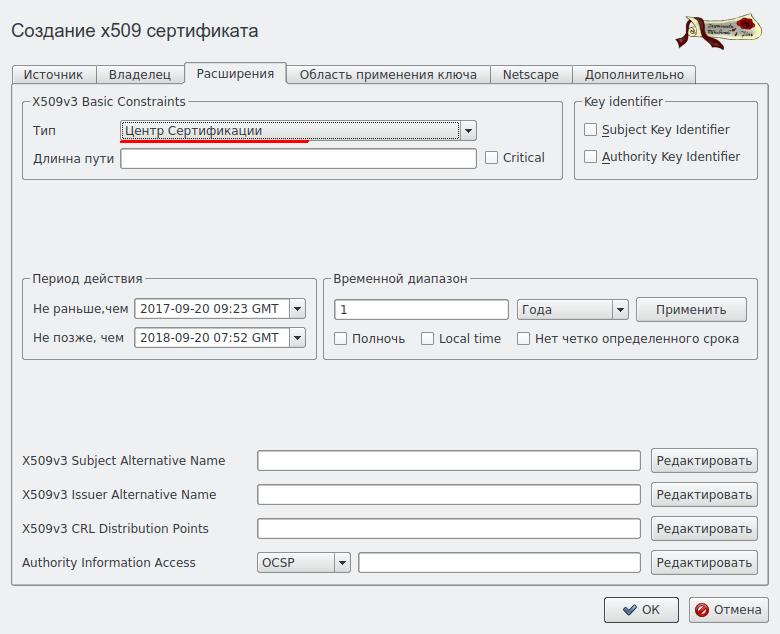 Создание x509 сертификата
Источник Владелец Расширения Область применения ключа Netscape Дополнительно
X509v3 Basic Constraints
Тип Центр Сертификации
Длинна пути Critical
Key identifier
Subject Key Identifier
Authority Key Identifier
Период действия
Не раньше,чем 2017-09-20 09:23 GMT
Не позже, чем 2018-09-20 07:52 GMT
Временной диапазон
1 Года Применить
Полночь Local time Нет четко определенного срока
X509v3 Subject Alternative Name Редактировать
X509v3 Issuer Alternative Name Редактировать
X509v3 CRL Distribution Points Редактировать
Authority Information Access OCSP Редактировать
OK Отмена